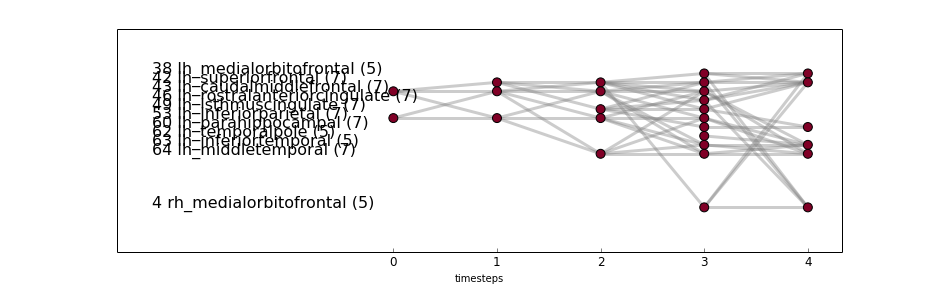 38 lh_medialorbitofrontal (5)
42 lh_superiorfrontal (7)
43 lh_caudalmiddlefrontal (7)
46 lh_rostralanteriorcingulate (7)
49 lh_isthmuscingulate (7)
53 lh_inferiorparietal (7)
60 lh_parahippocampal (7)
62 lh_temporalpole (5)
63 lh_inferiortemporal (5)
64 lh_middletemporal (7)
4 rh_medialorbitofrontal (5)
0 1 2 3 4
timesteps